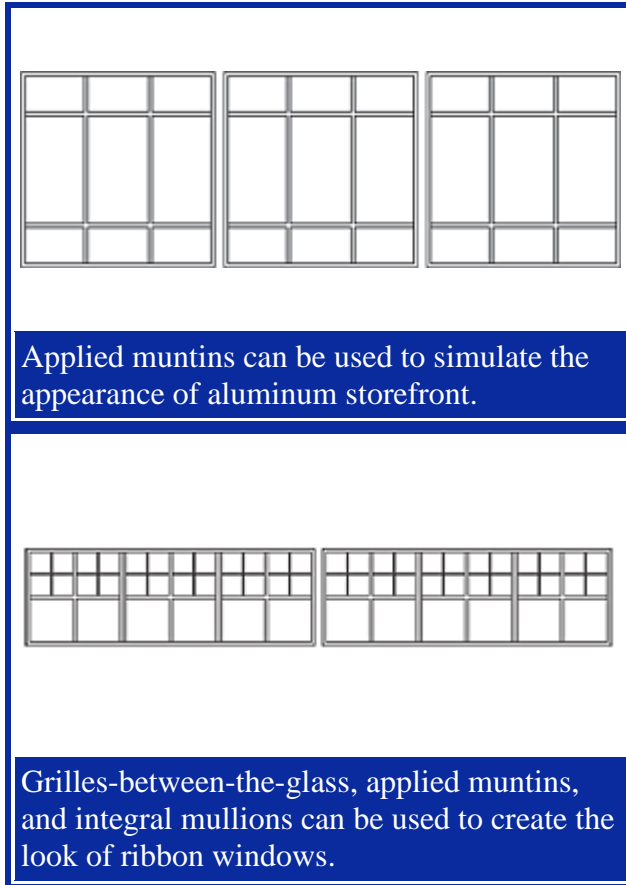 Applied muntins can be used to simulate the
appearance of aluminum storefront.
Grilles-between-the-glass, applied muntins,
and integral mullions can be used to create the
look of ribbon windows.